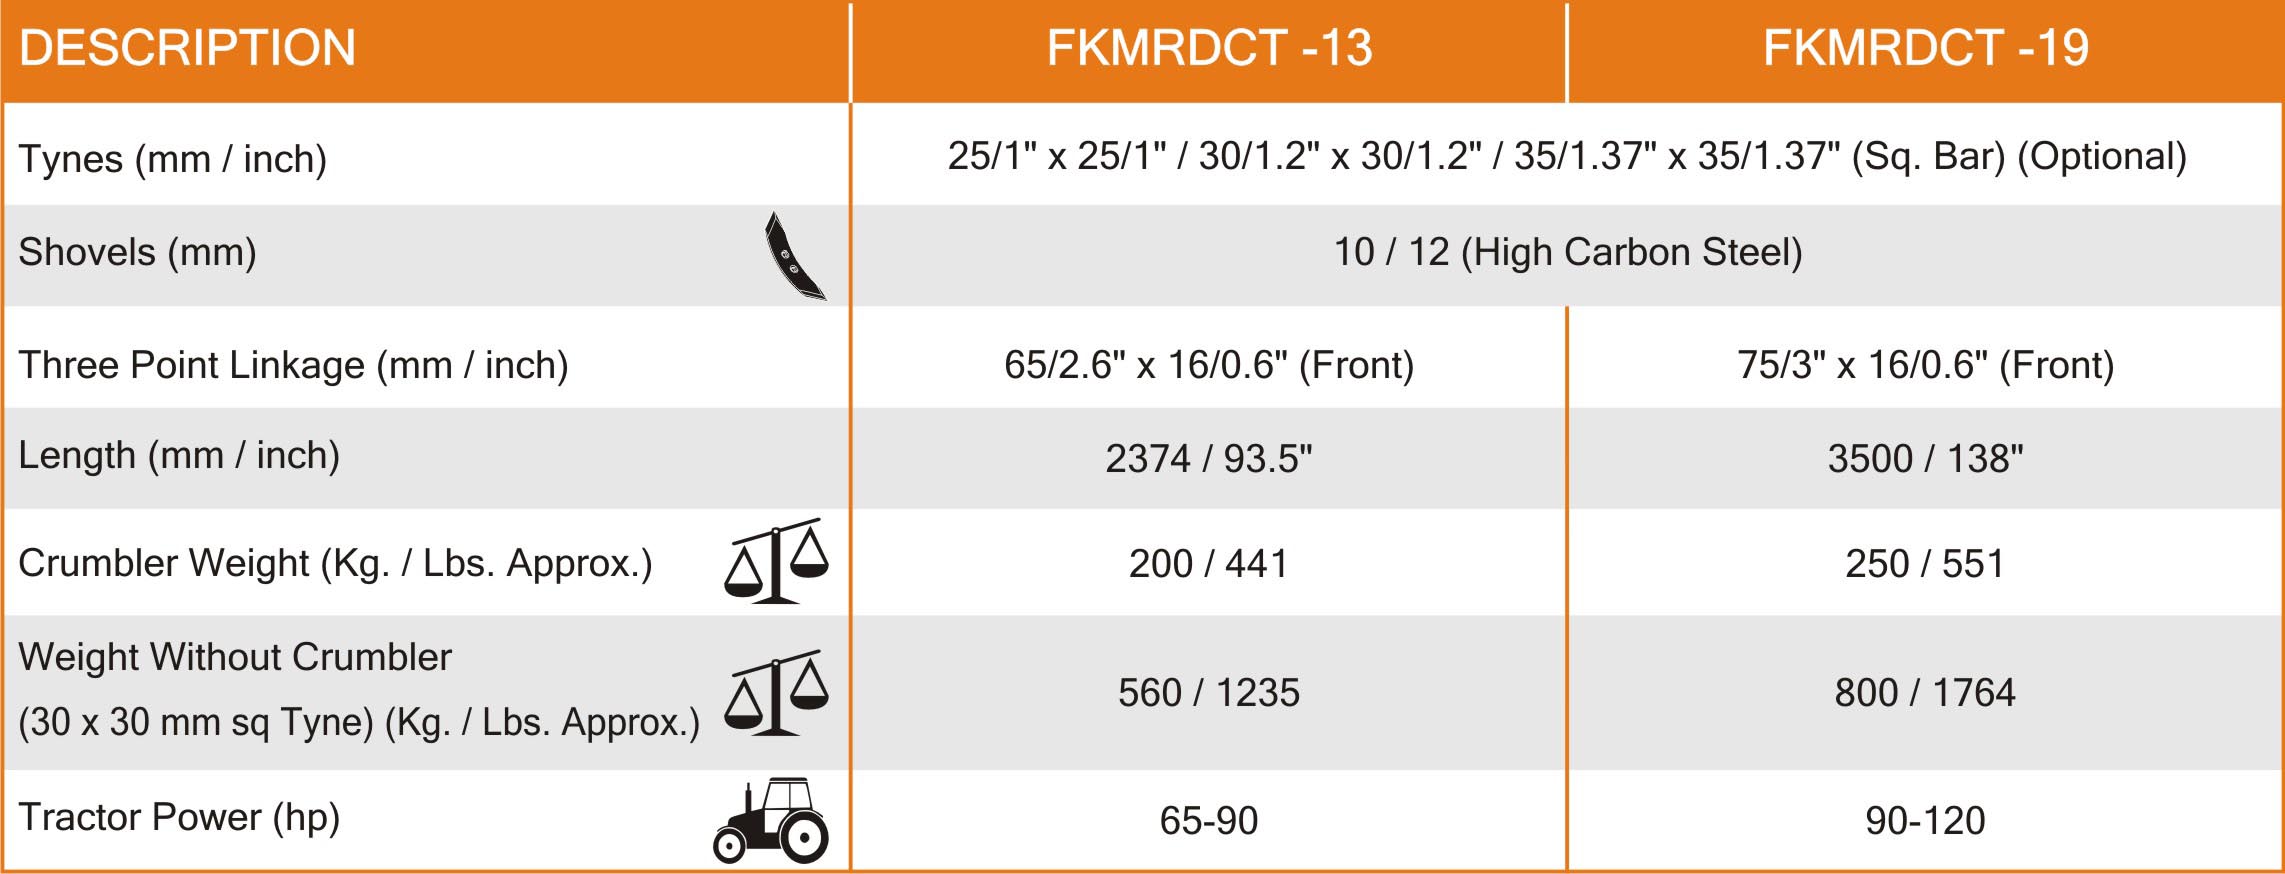 DESCRIPTION FKMRDCT -13 FKMRDCT -19
Tynes (mm / inch) 25/1" x 25/1" / 30/1.2" x 30/1.2" / 35/1.37" x 35/1.37" (Sq. Bar) (Optional)
Shovels (mm) 10 / 12 (High Carbon Steel)
Three Point Linkage (mm / inch) 65/2.6" x 16/0.6" (Front) 75/3" x 16/0.6" (Front)
Length (mm / inch) 2374 / 93.5" 3500 / 138"
Crumbler Weight (Kg. / Lbs. Approx.) 200 / 441 250 / 551
Weight Without Crumbler
(30 x 30 mm sq Tyne) (Kg. / Lbs. Approx.) 560 / 1235 800 / 1764
Tractor Power (hp) 65-90 90-120